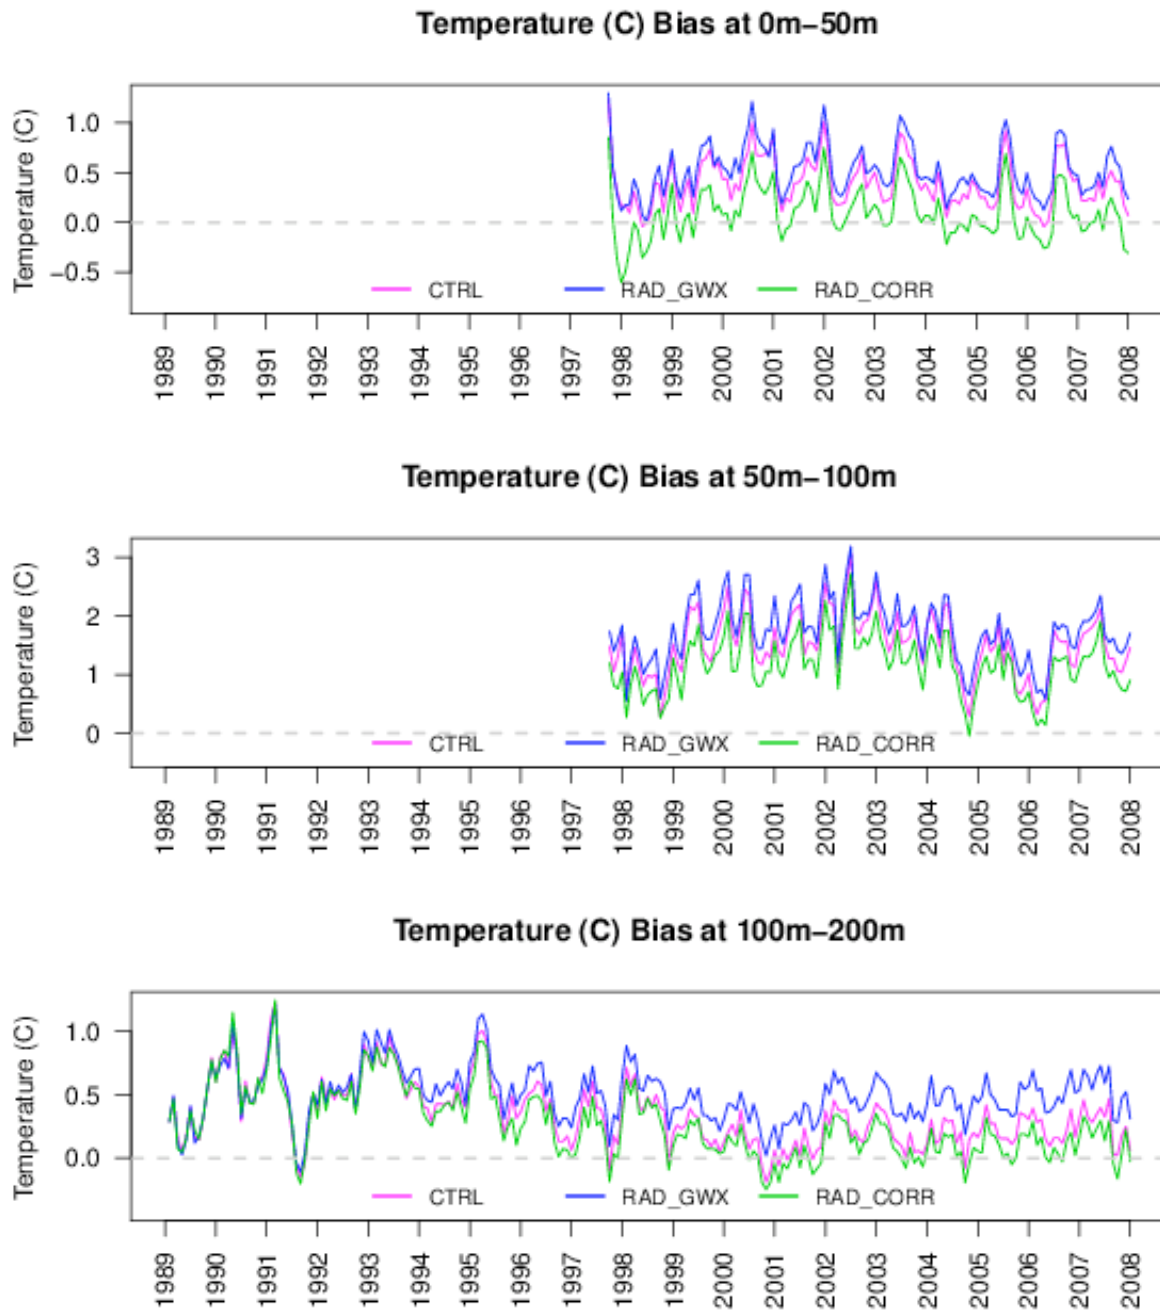 Temperature (C) Bias at 0m−50m
Temperature (C)
1.0
0.5
0.0
−0.5
CTRL RAD_GWX RAD_CORR
1989 1990 1991 1992 1993 1994 1995 1996 1997 1998 1999 2000 2001 2002 2003 2004 2005 2006 2007 2008
Temperature (C) Bias at 50m−100m
Temperature (C)
3
2
1
0
CTRL RAD_GWX RAD_CORR
1989 1990 1991 1992 1993 1994 1995 1996 1997 1998 1999 2000 2001 2002 2003 2004 2005 2006 2007 2008
Temperature (C) Bias at 100m−200m
Temperature (C)
1.0
0.5
0.0
CTRL RAD_GWX RAD_CORR
1989 1990 1991 1992 1993 1994 1995 1996 1997 1998 1999 2000 2001 2002 2003 2004 2005 2006 2007 2008